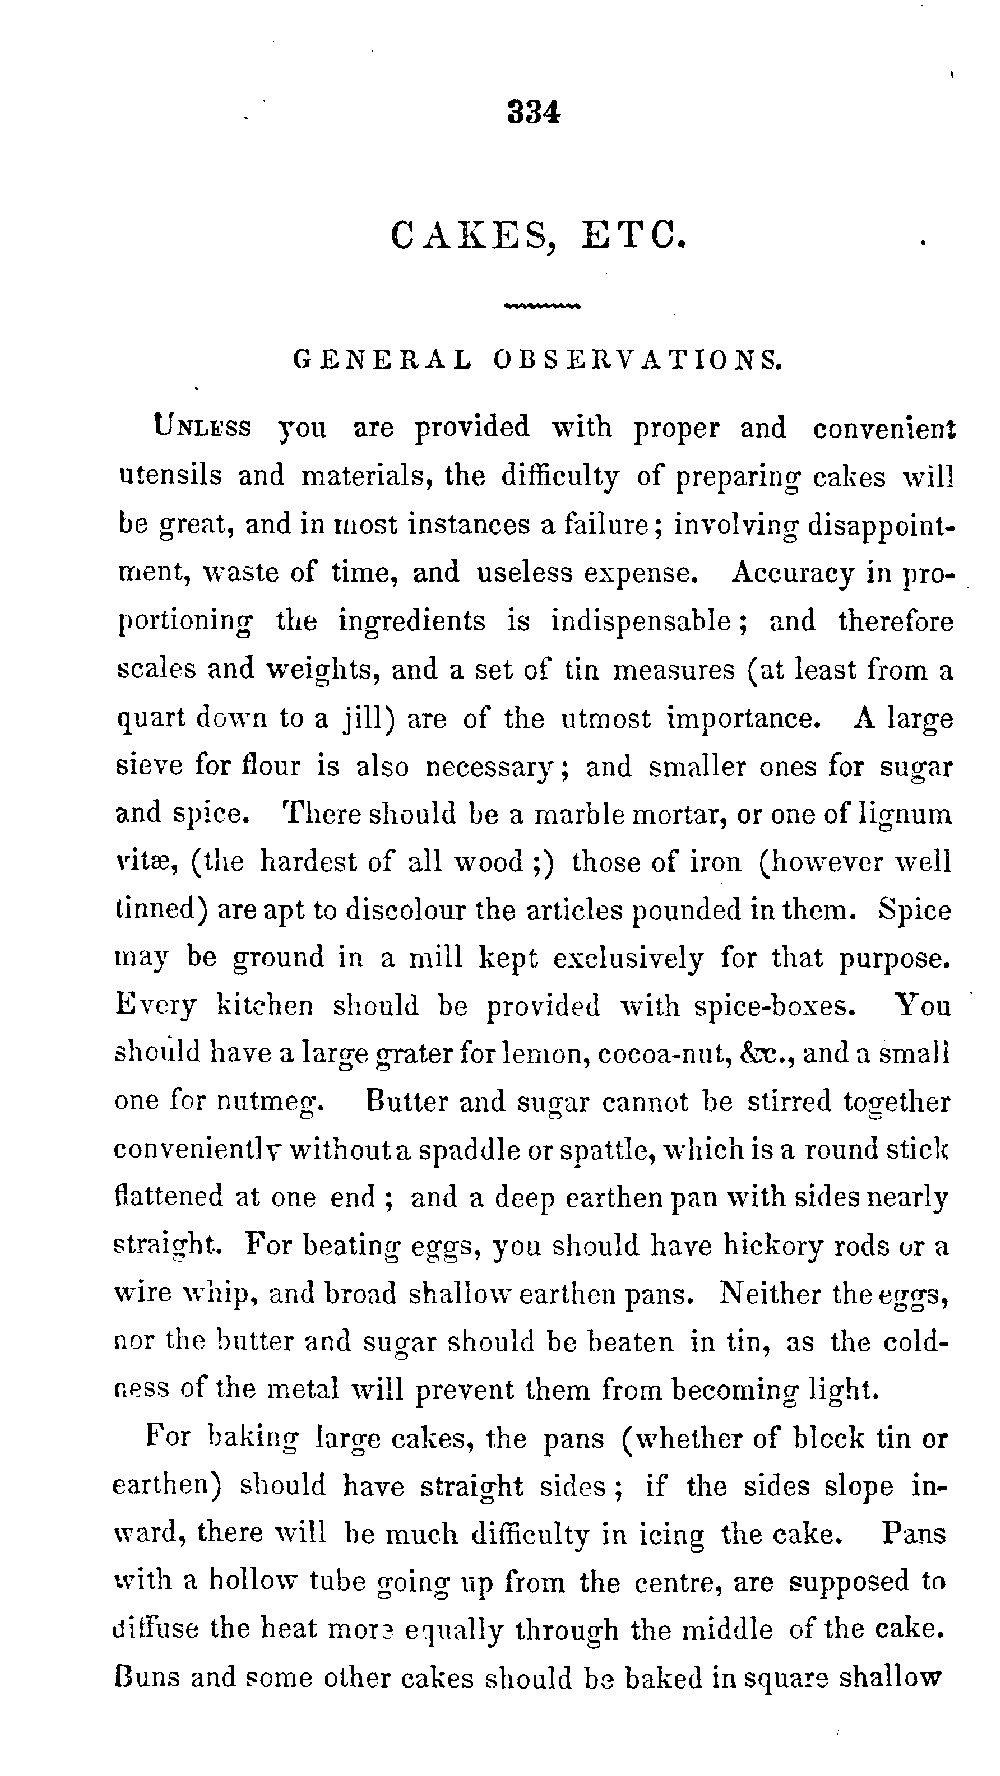 334
CAKES, ETC.
GENERAL OBSERVATIONS.
UNLESS you are provided with proper and convenient
utensils and materials, the difficulty of preparing cakes will
be great, and in most instances a failure; involving disappoint-
ment, waste of time, and useless expense. Accuracy in pro-
portioning the ingredients is indispensable; and therefore
scales and weights, and a set of tin measures (at least from a
quart down to a jill) are of the utmost importance. A large
sieve for flour is also necessary; and smaller ones for sugar
and spice. There should be a marble mortar, or one of lignum
vitæ, (the hardest of all wood;) those of iron (however well
tinned) are apt to discolour the articles pounded in them. Spice
may be ground in a mill kept exclusively for that purpose.
Every kitchen should be provided with spice-boxes. You
should have a large grater for lemon, cocoa-nut, &c., and a small
one for nutmeg. Butter and sugar cannot be stirred together
conveniently without a spaddle or spattle, which is a round stick
flattened at one end; and a deep earthen pan with sides nearly
straight. For beating eggs, you should have hickory rods or a
wire whip, and broad shallow earthen pans. Neither the eggs,
nor the butter and sugar should be beaten in tin, as the cold-
ness of the metal will prevent them from becoming light.
For baking large cakes, the pans (whether of block tin or
earthen) should have straight sides; if the sides slope in-
ward, there will be much difficulty in icing the cake. Pans
with a hollow tube going up from the centre, are supposed to
diffuse the heat more equally through the middle of the cake.
Buns and some other cakes should be baked in square shallow